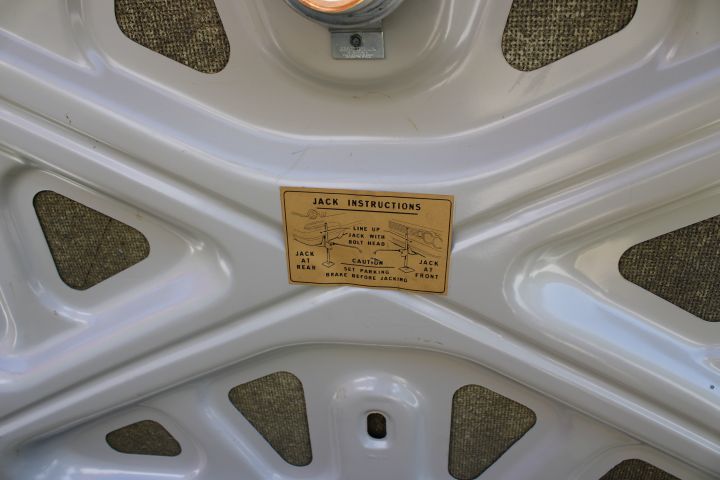 JACK INSTRUCTIONS
LINE UP
JACK WITH
BOLT HEAD
JACK
AT
REAR
JACK
AT
FRONT
CAUTION
SET PARKING
BRAKE BEFORE JACKING